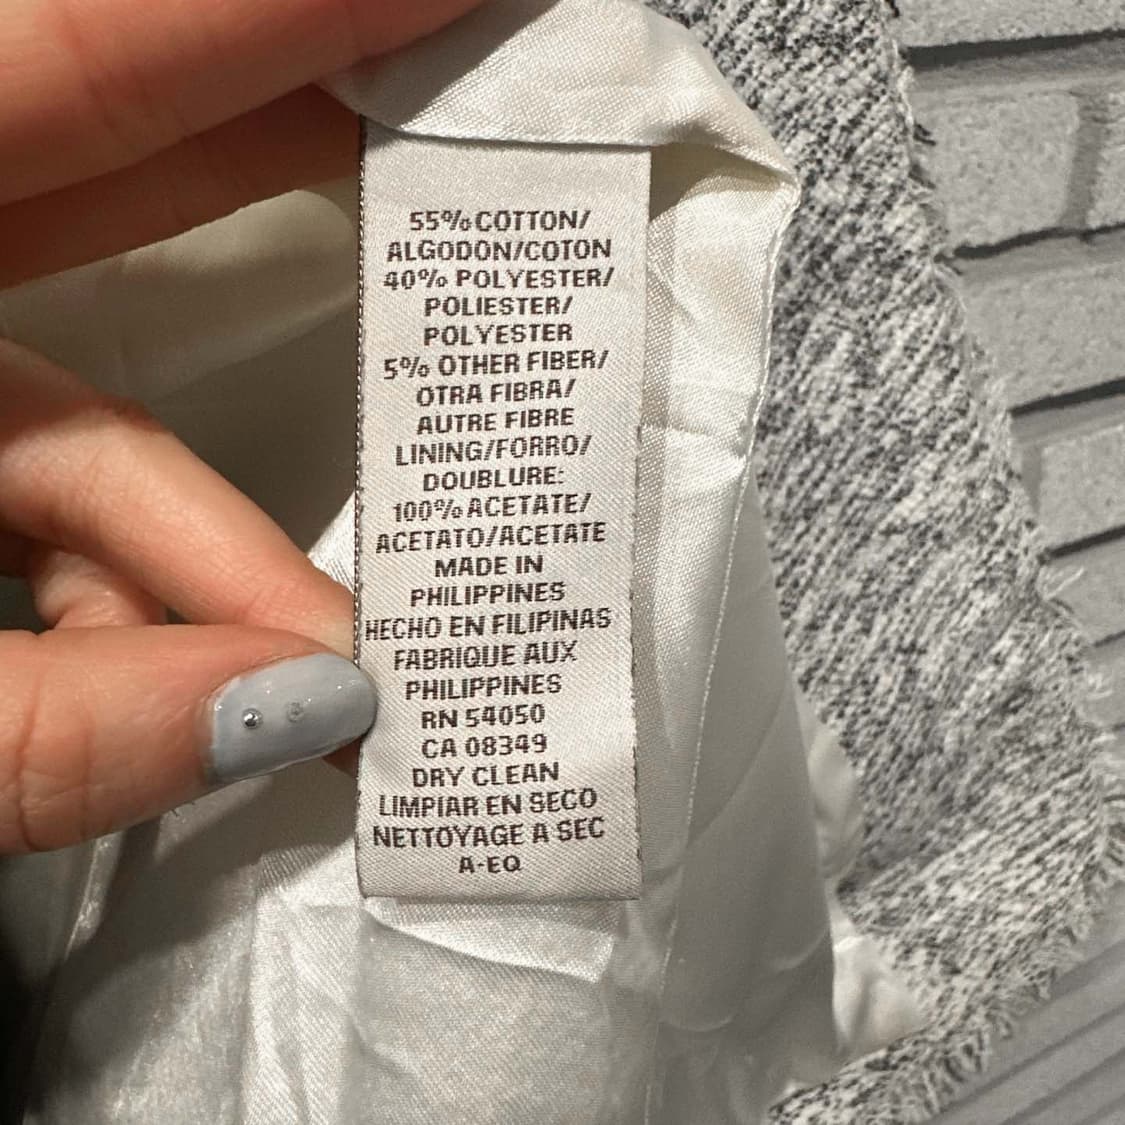 55% COTTON/
ALGODON/COTON
40% POLYESTER/
POLIESTER/
POLYESTER
5% OTHER FIBER/
OTRA FIBRA/
AUTRE FIBRE
LINING/FORRO/
DOUBLURE:
100% ACETATE/
ACETATO/ACETATE
MADE IN
PHILIPPINES
HECHO EN FILIPINAS
FABRIQUE AUX
PHILIPPINES
RN 54050
CA 08349
DRY CLEAN
LIMPIAR EN SECO
NETTOYAGE A SEC
A-EQ